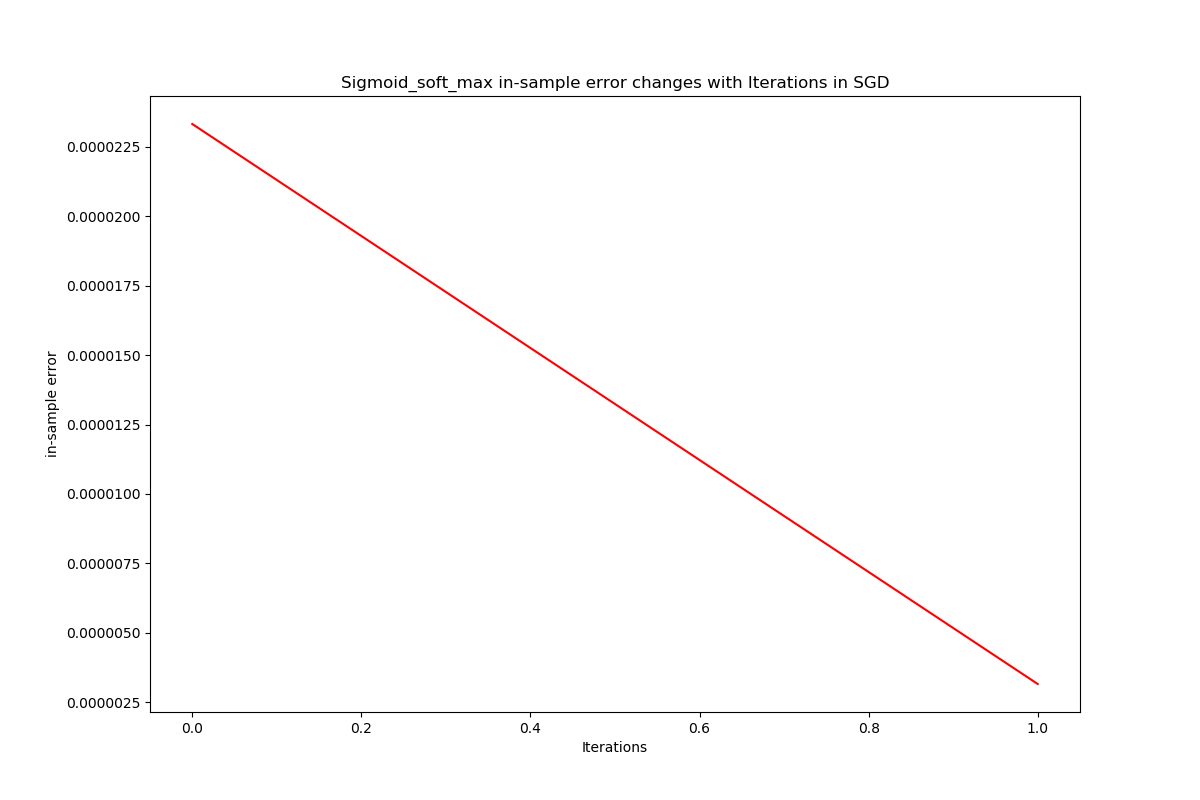 Sigmoid_soft_max in-sample error changes with Iterations in SGD
0.0000225
0.0000200
0.0000175
0.0000150
0.0000125
0.0000100
0.0000075
0.0000050
0.0000025
in-sample error
0.0 0.2 0.4 0.6 0.8 1.0
Iterations